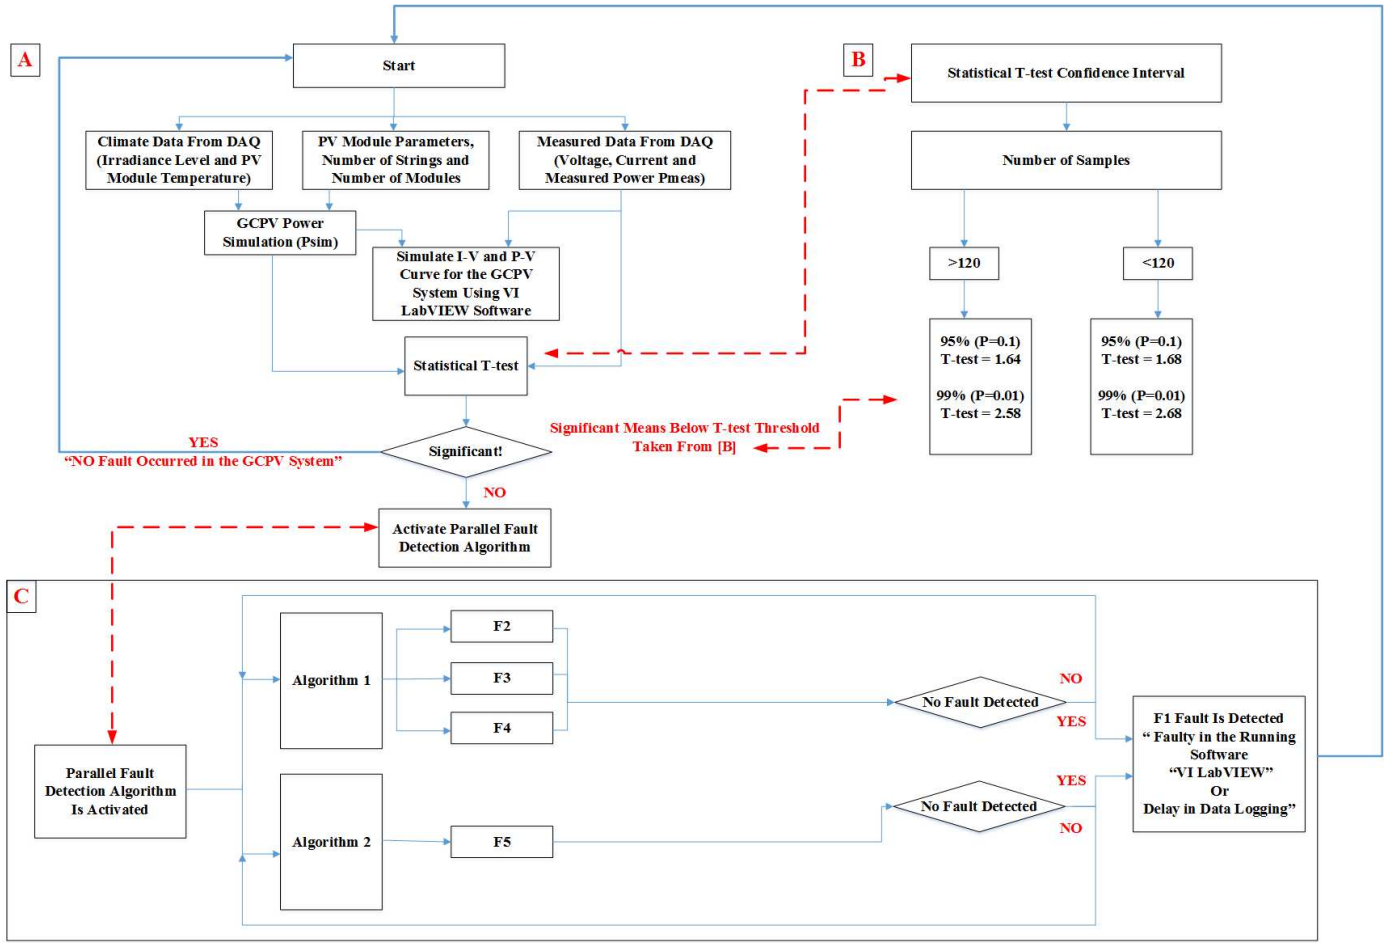 A
Start
Climate Data From DAQ
(Irradiance Level and PV
Module Temperature)
PV Module Parameters,
Number of Strings and
Number of Modules
Measured Data From DAQ
(Voltage, Current and
Measured Power Pmeas)
GCPV Power
Simulation (Psim)
Simulate I-V and P-V
Curve for the GCPV
System Using VI
LabVIEW Software
Statistical T-test
Significant!
YES
“NO Fault Occurred in the GCPV System”
NO
Significant Means Below T-test Threshold
Taken From [B]
Activate Parallel Fault
Detection Algorithm
B
Statistical T-test Confidence Interval
Number of Samples
>120
<120
95% (P=0.1)
T-test = 1.64
99% (P=0.01)
T-test = 2.58
95% (P=0.1)
T-test = 1.68
99% (P=0.01)
T-test = 2.68
C
Parallel Fault
Detection Algorithm
Is Activated
Algorithm 1
F2
F3
F4
No Fault Detected
NO
YES
Algorithm 2
F5
No Fault Detected
YES
NO
F1 Fault Is Detected
“ Faulty in the Running
Software
“VI LabVIEW”
Or
Delay in Data Logging”